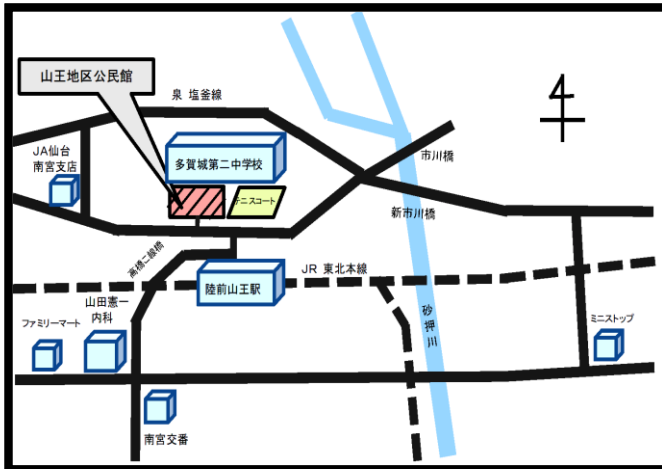 山王地区公民館
泉 塩釜線
JA仙台
南宮支店
多賀城第二中学校
テニスコート
市川橋
新市川橋
高橋こ線橋
JR 東北本線
陸前山王駅
山田憲一
内科
ファミリーマート
砂押川
ミニストップ
南宮交番